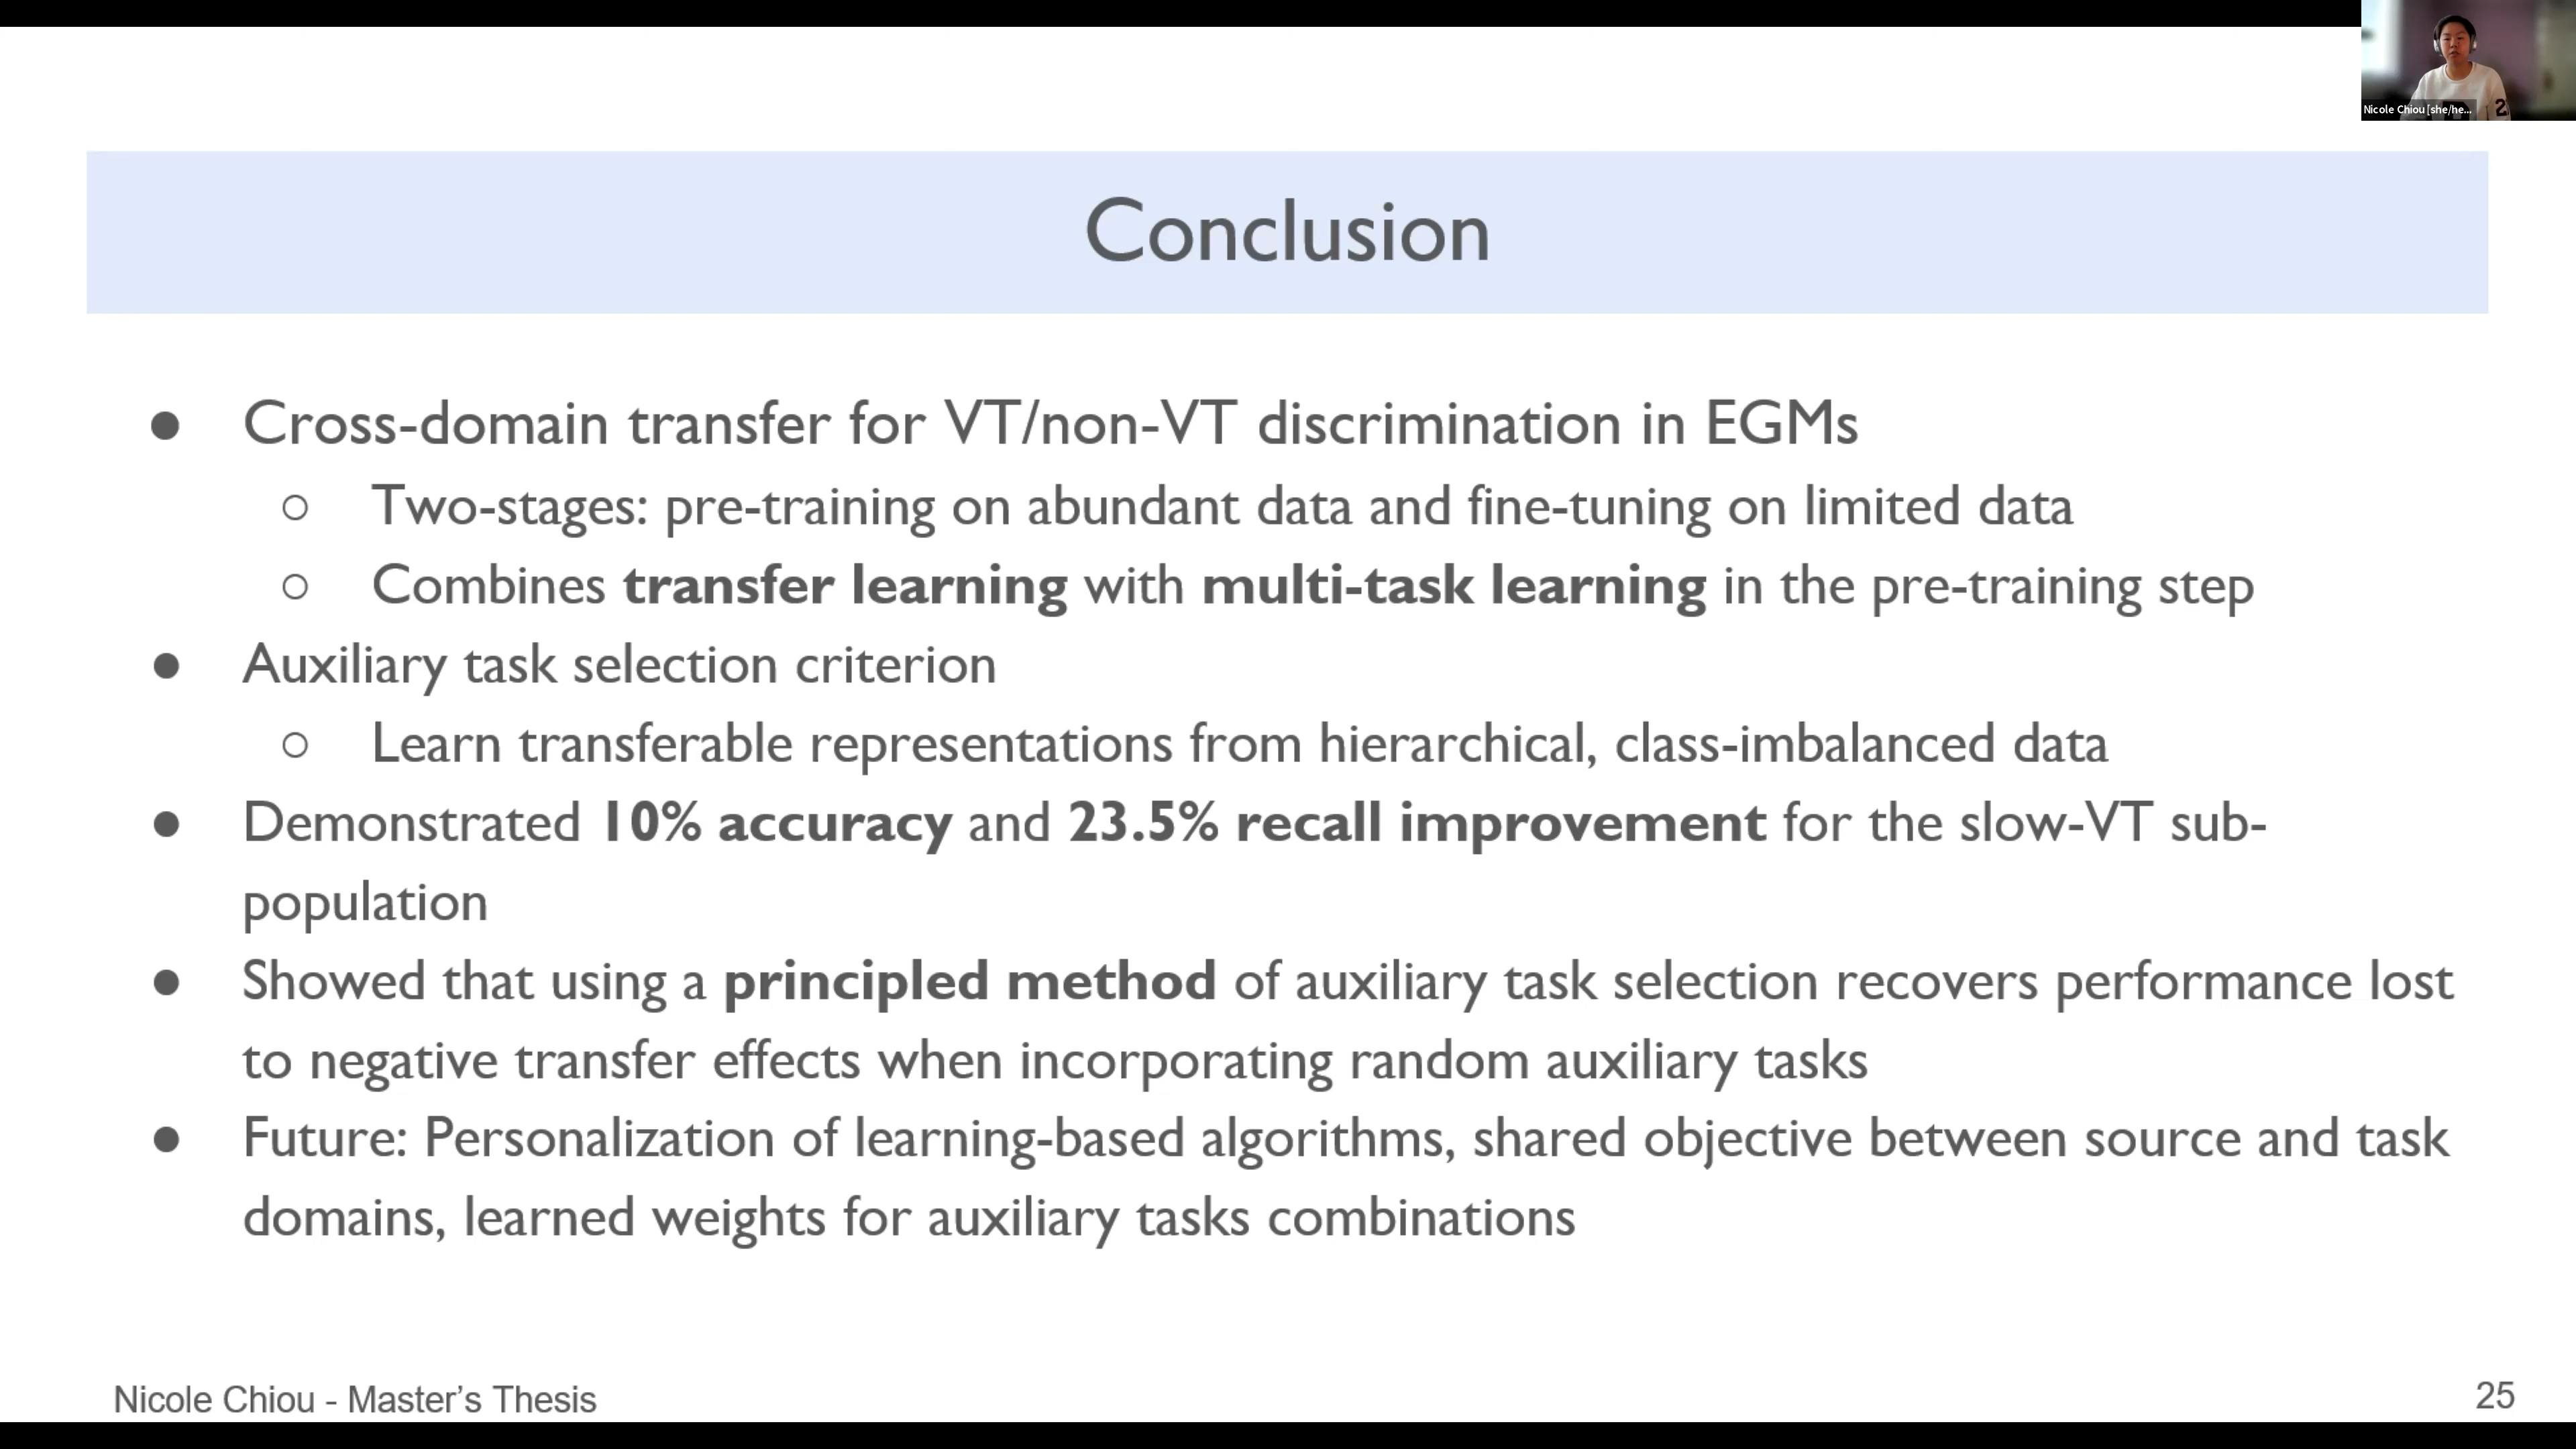 Nicole Chiou [she/he...
2
Conclusion
● Cross-domain transfer for VT/non-VT discrimination in EGMs
○ Two-stages: pre-training on abundant data and fine-tuning on limited data
○ Combines transfer learning with multi-task learning in the pre-training step
● Auxiliary task selection criterion
○ Learn transferable representations from hierarchical, class-imbalanced data
● Demonstrated 10% accuracy and 23.5% recall improvement for the slow-VT sub-
population
● Showed that using a principled method of auxiliary task selection recovers performance lost
to negative transfer effects when incorporating random auxiliary tasks
● Future: Personalization of learning-based algorithms, shared objective between source and task
domains, learned weights for auxiliary tasks combinations
Nicole Chiou - Master's Thesis
25